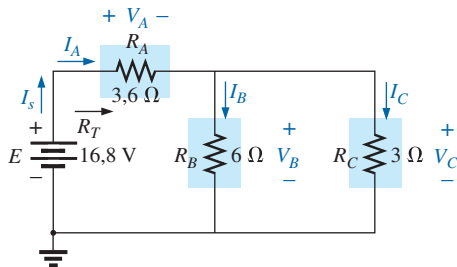 + V_A −
I_A
R_A
3,6 Ω
I_s
R_T
I_B
I_C
+
E
16,8 V
−
R_B
6 Ω
+
V_B
−
R_C
3 Ω
+
V_C
−